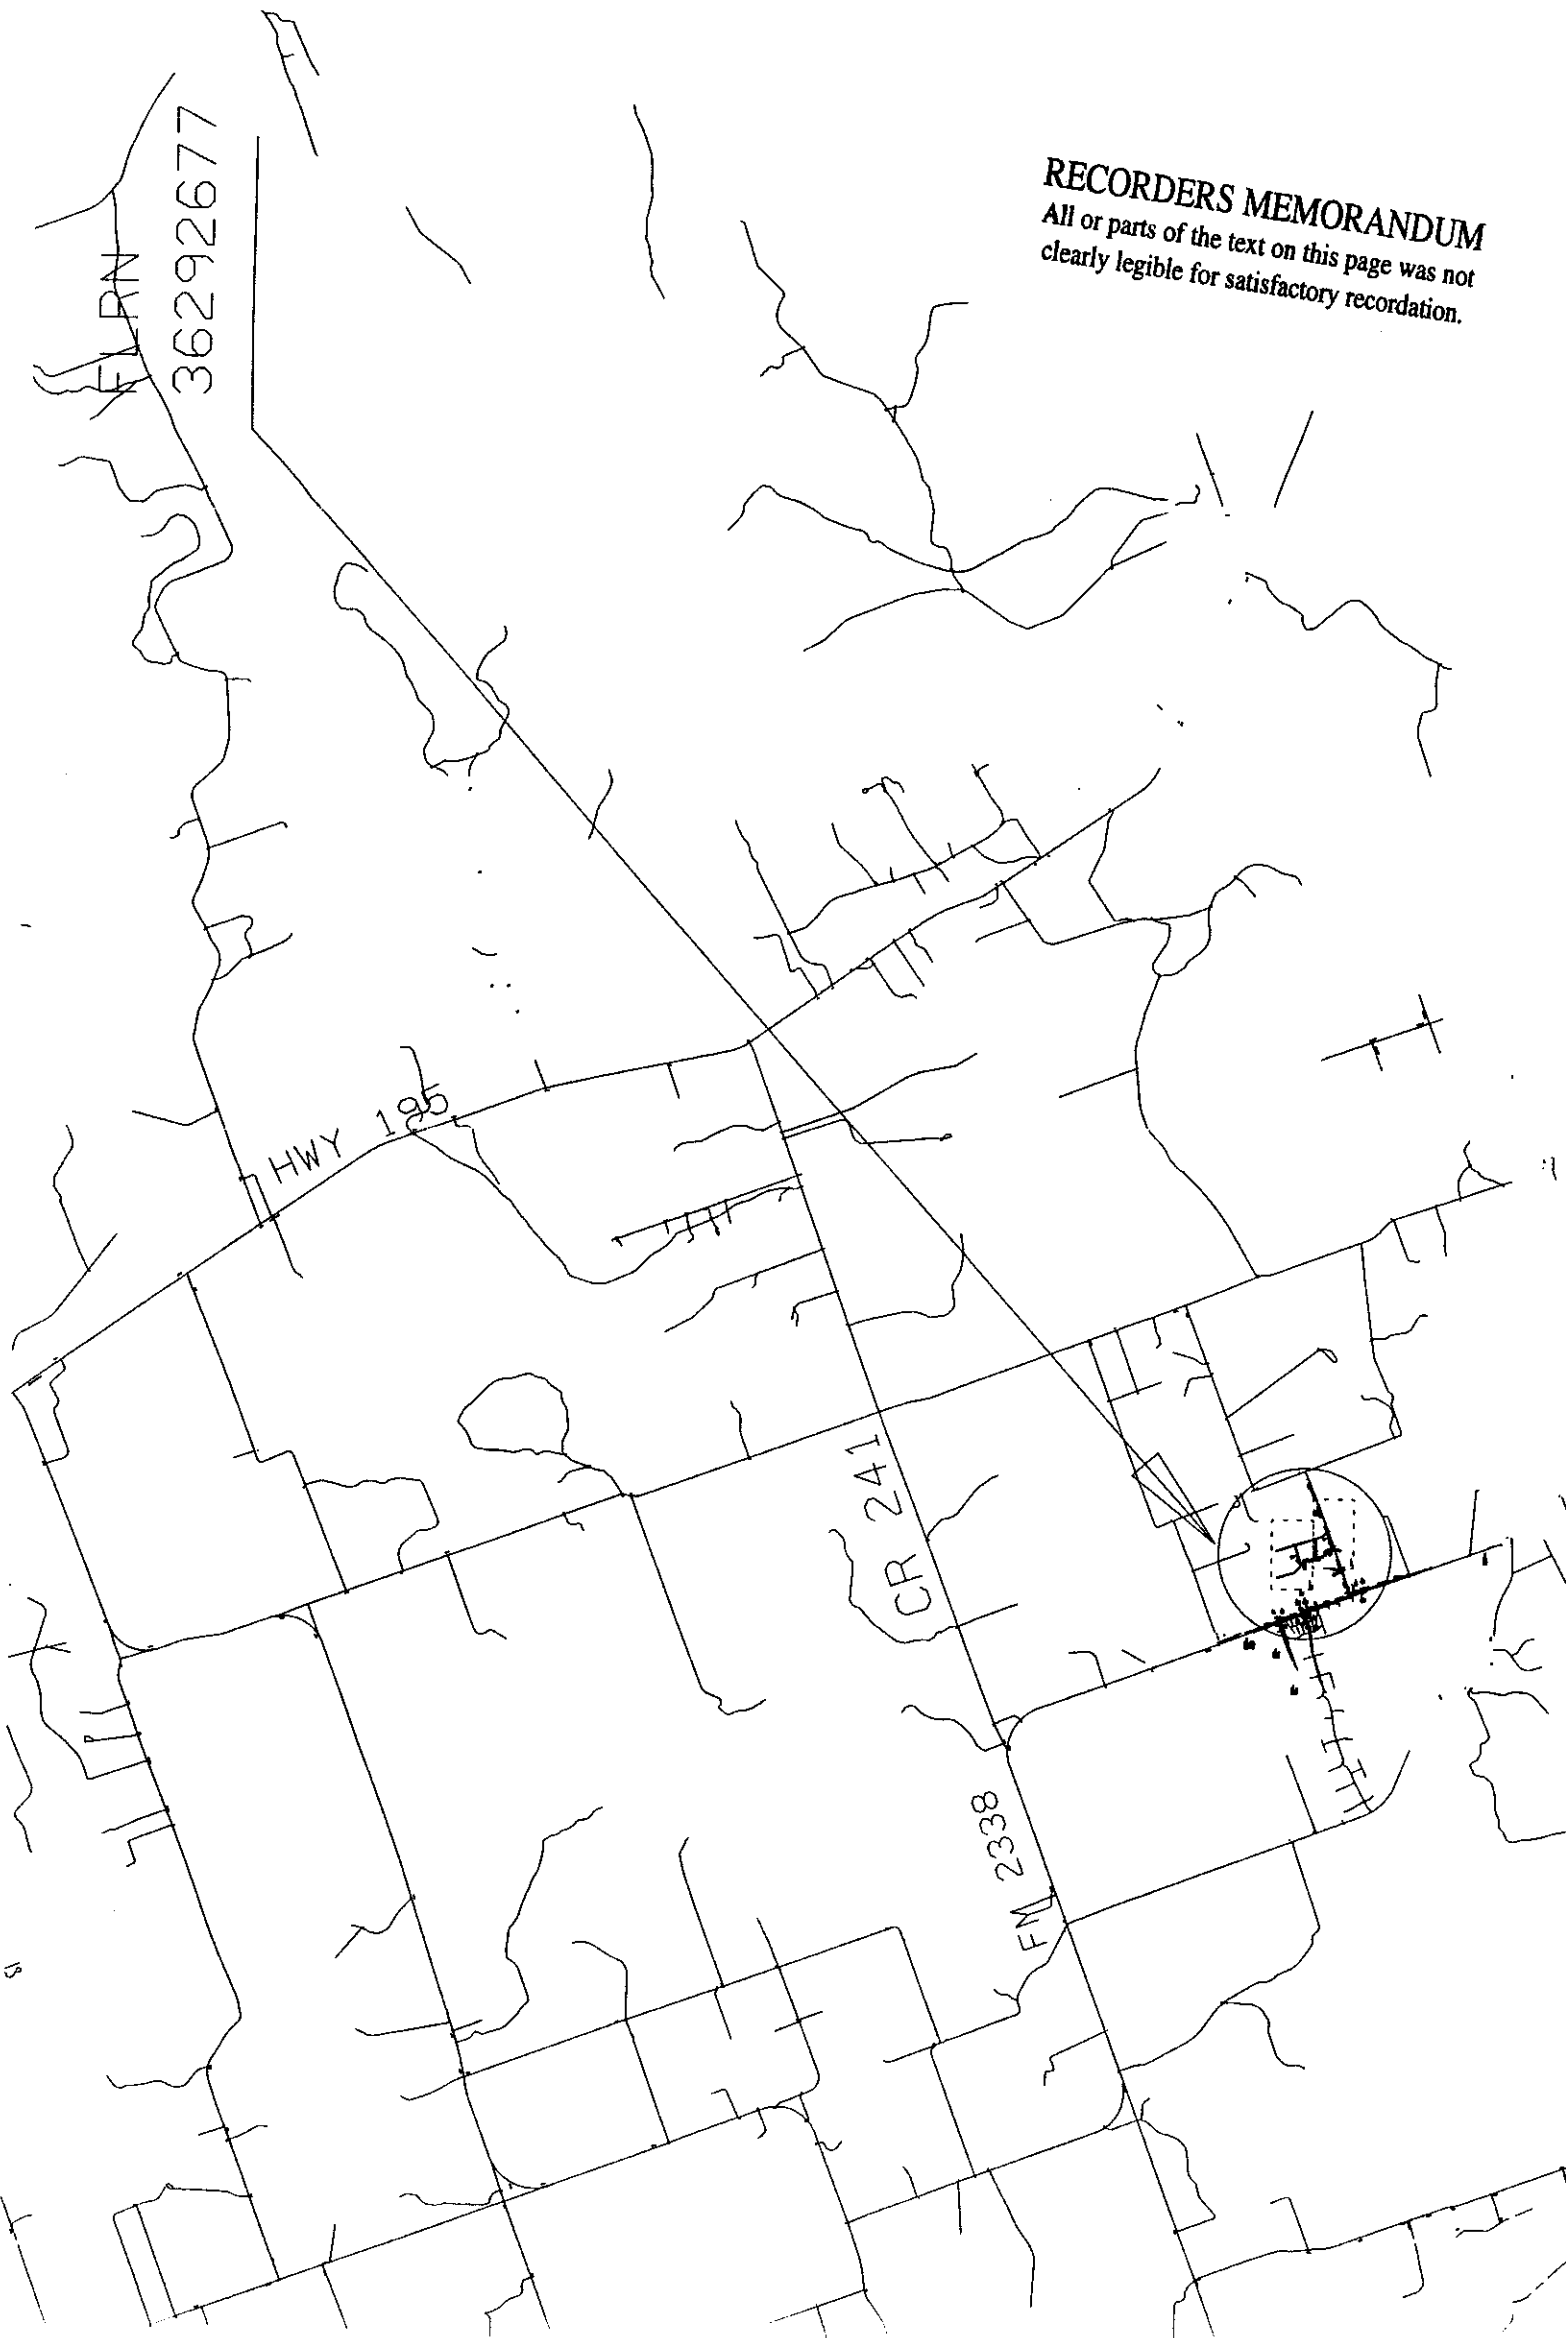 RECORDERS MEMORANDUM
All or parts of the text on this page was not
clearly legible for satisfactory recordation.
FLRN
36292677
HWY 195
CR 241
FM 2338